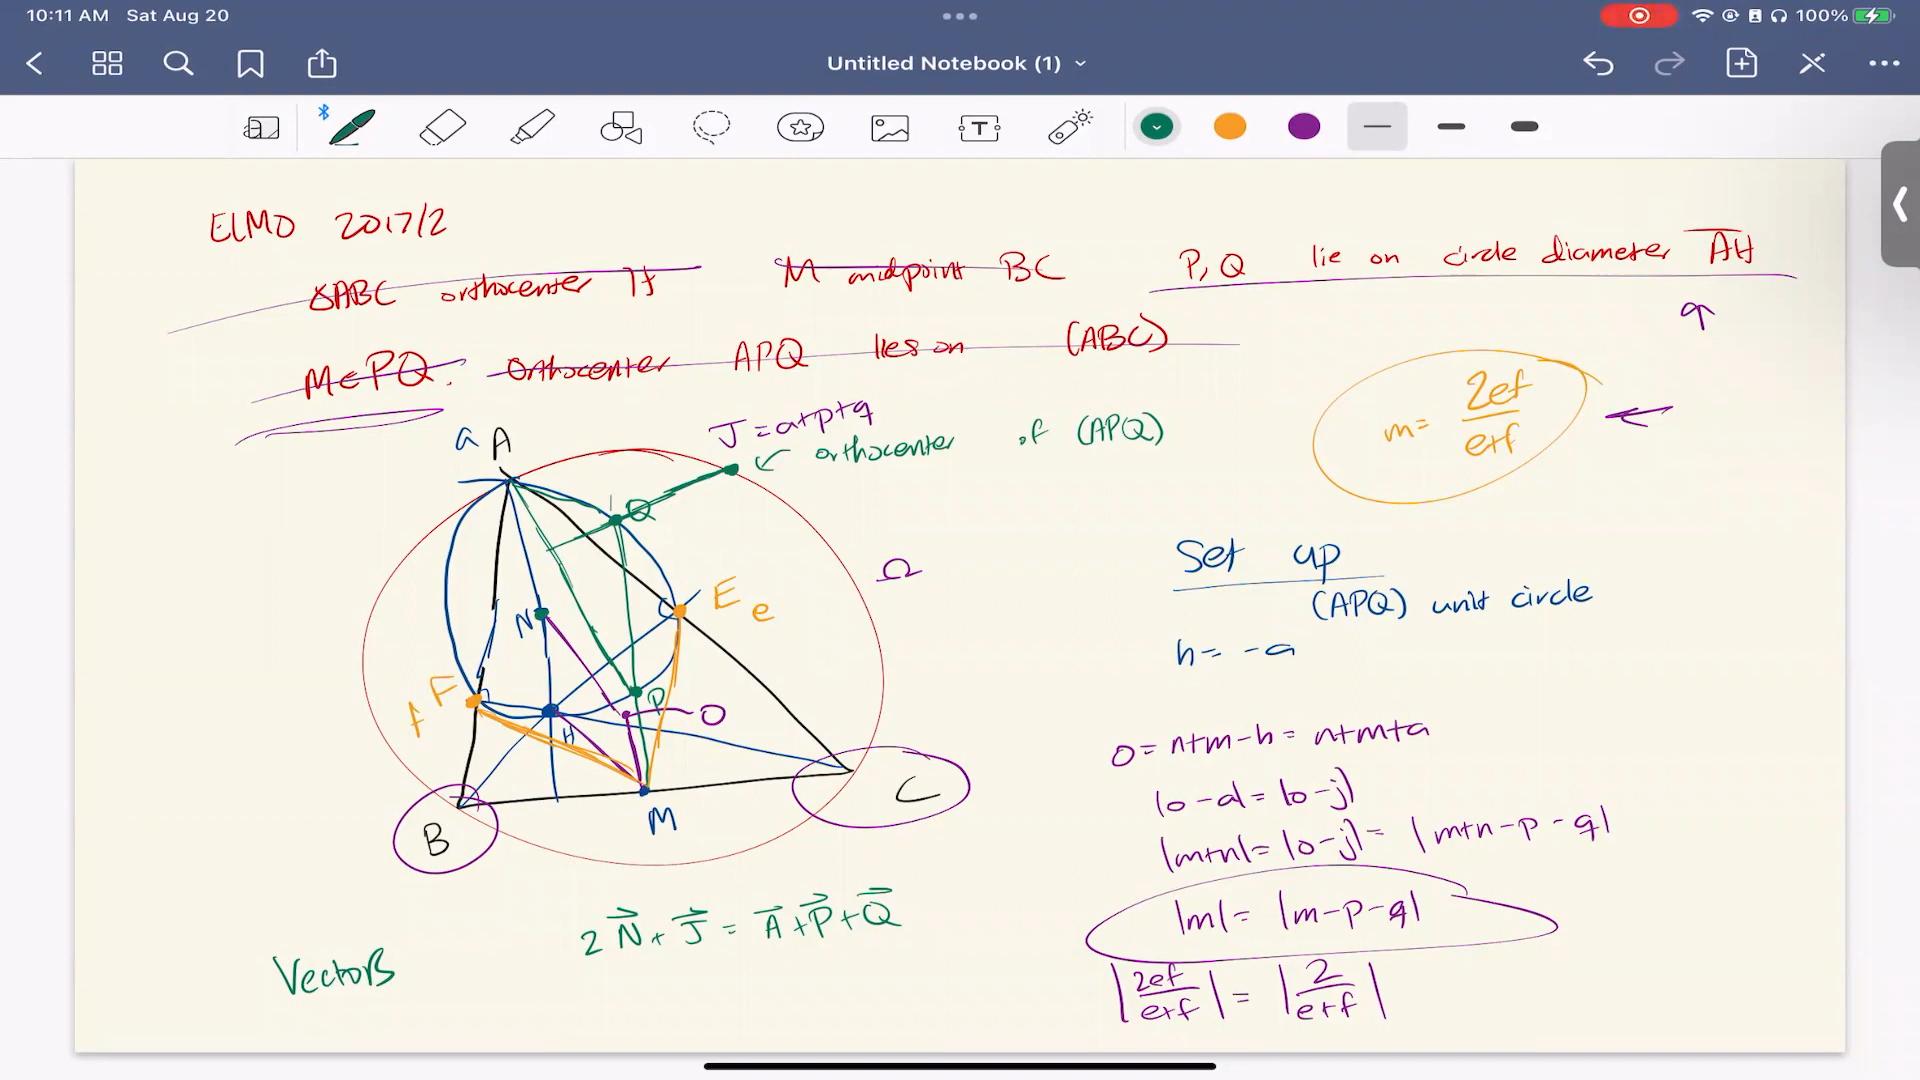 10:11 AM Sat Aug 20
100%
Untitled Notebook (1)
ELMO 2017/2
△ABC orthocenter H M midpoint BC P, Q lie on circle diameter AH
M∈PQ. Orthocenter APQ lies on (ABC)
m = 2ef/e+f
a A
J = a+p+q
orthocenter of (APQ)
Q
Ω
Set up
(APQ) unit circle
h = -a
N
E e
f F
P
O
H
B
M
C
o = n+m-h = n+m+a
|o-a| = |o-j|
|m+n| = |o-j| = |m+n-p-q|
|m| = |m-p-q|
|2ef/e+f| = |2/e+f|
2N⃗ + J⃗ = A⃗ + P⃗ + Q⃗
Vectors